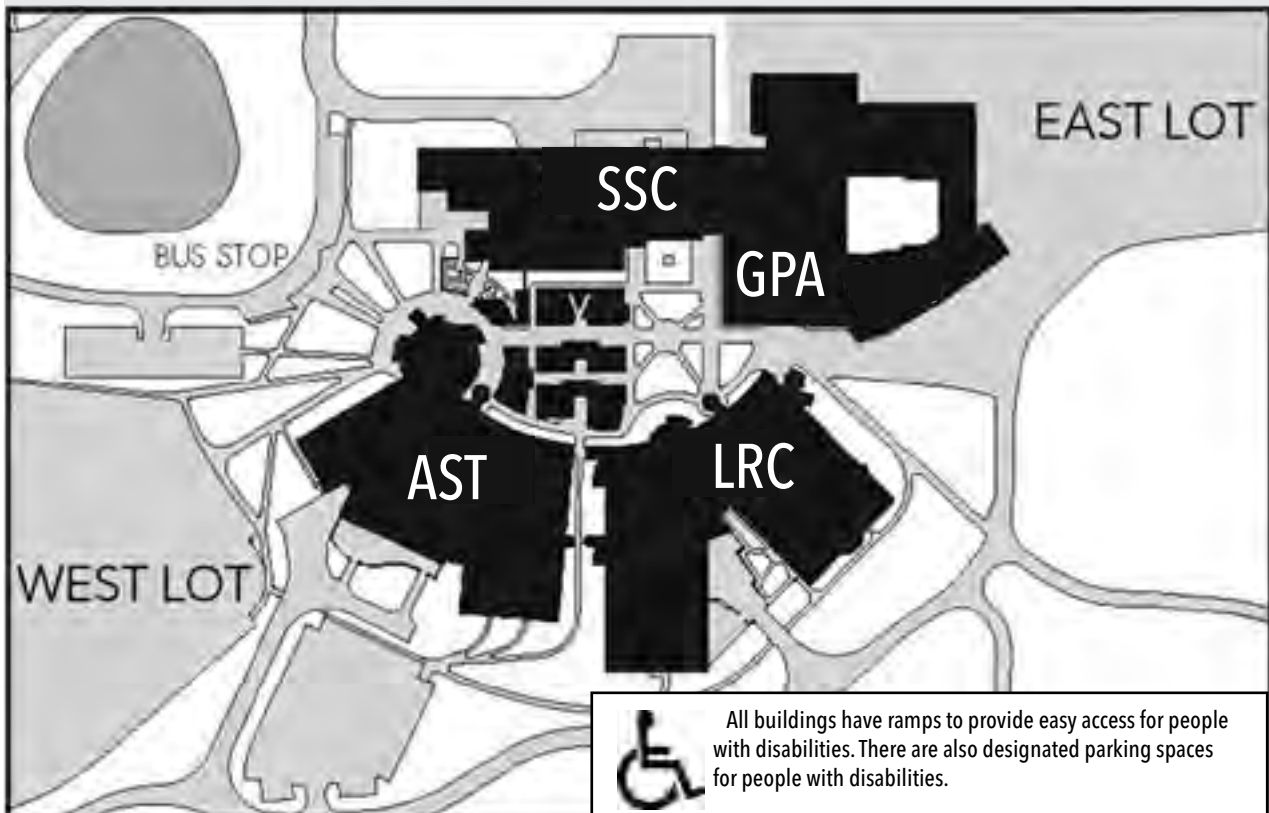 EAST LOT
SSC
BUS STOP
GPA
Y
AST
LRC
WEST LOT
All buildings have ramps to provide easy access for people
with disabilities. There are also designated parking spaces
for people with disabilities.